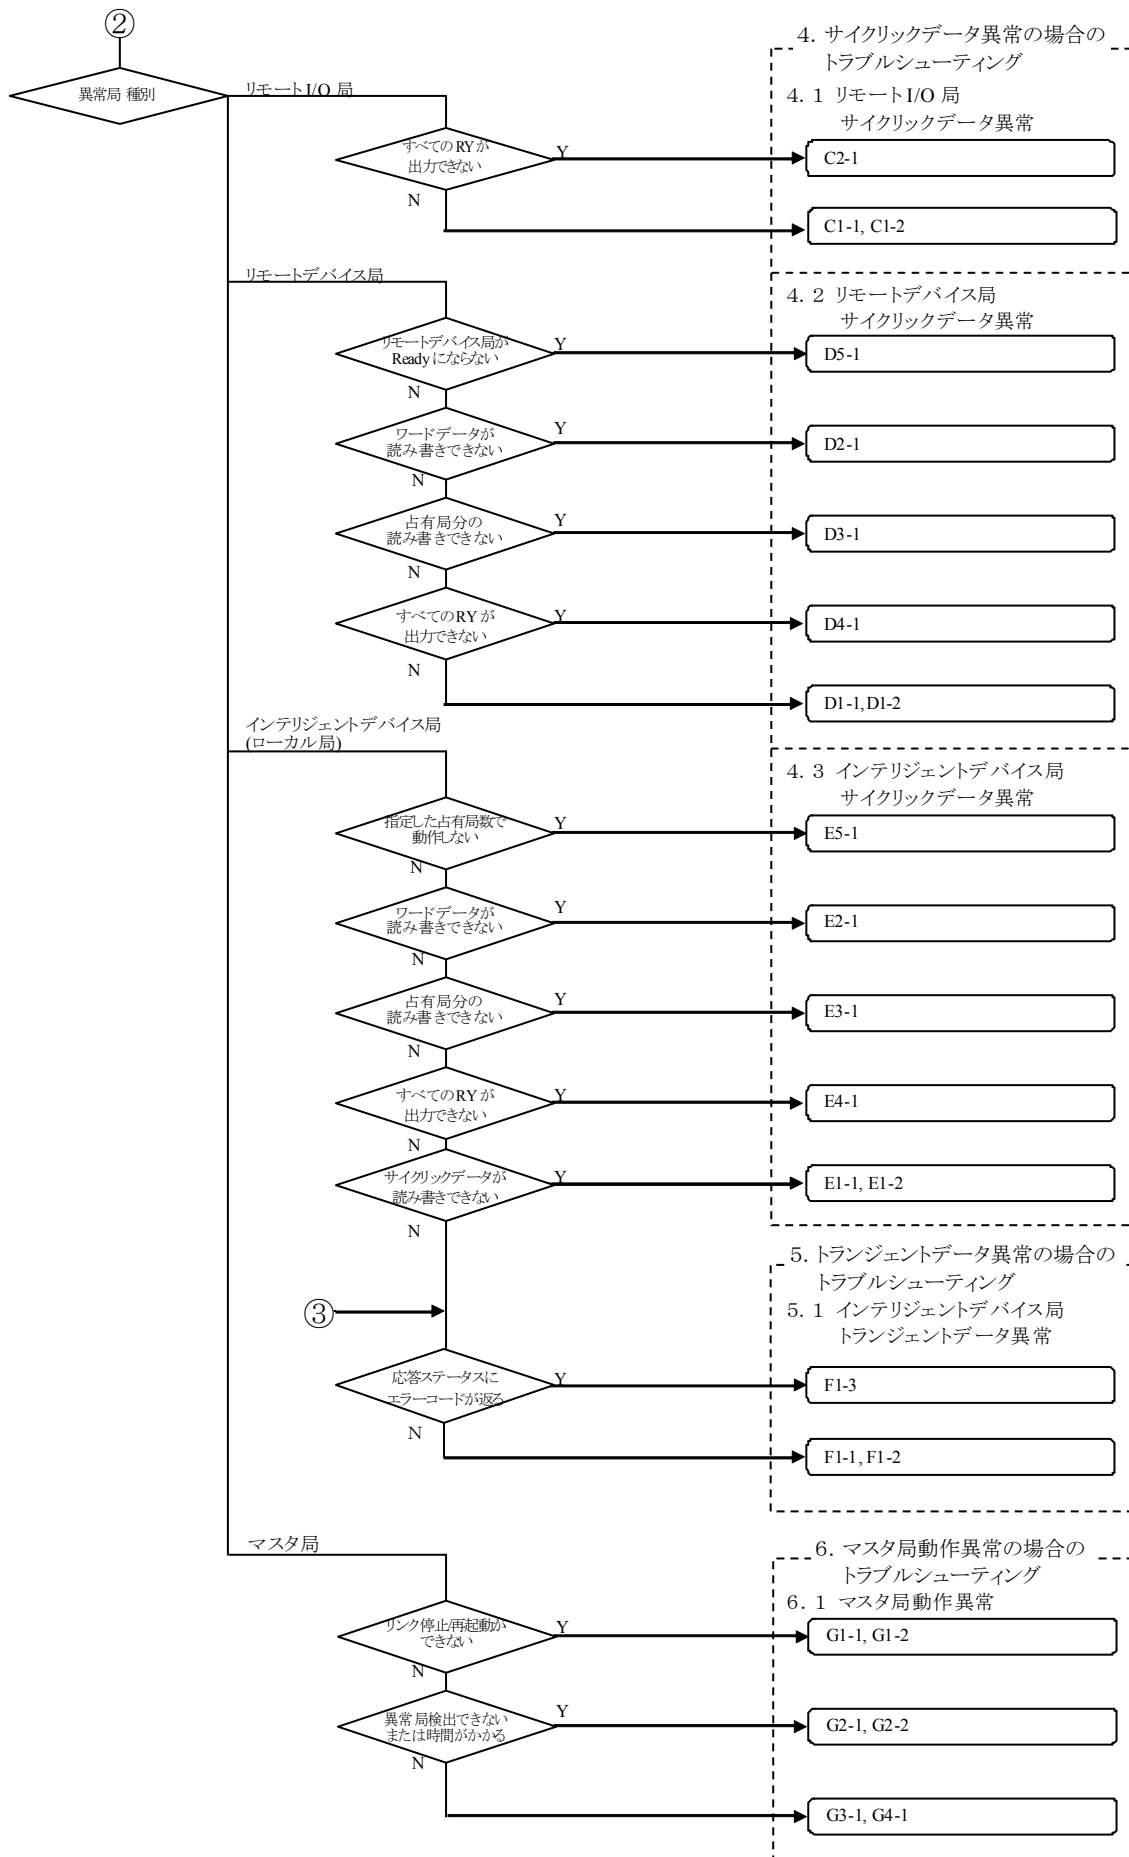 ②
異常局 種別
リモート I/O 局
すべての RY が
出力できない
Y
N
4. サイクリックデータ異常の場合の
トラブルシューティング
4. 1 リモート I/O 局
サイクリックデータ異常
C2-1
C1-1, C1-2
リモートデバイス局
リモートデバイス局が
Ready にならない
Y
N
ワードデータが
読み書きできない
Y
N
占有局分の
読み書きできない
Y
N
すべての RY が
出力できない
Y
N
4. 2 リモートデバイス局
サイクリックデータ異常
D5-1
D2-1
D3-1
D4-1
D1-1, D1-2
インテリジェントデバイス局
(ローカル局)
指定した占有局数で
動作しない
Y
N
ワードデータが
読み書きできない
Y
N
占有局分の
読み書きできない
Y
N
すべての RY が
出力できない
Y
N
サイクリックデータが
読み書きできない
Y
N
4. 3 インテリジェントデバイス局
サイクリックデータ異常
E5-1
E2-1
E3-1
E4-1
E1-1, E1-2
③
応答ステータスに
エラーコードが返る
Y
N
5. トランジェントデータ異常の場合の
トラブルシューティング
5. 1 インテリジェントデバイス局
トランジェントデータ異常
F1-3
F1-1, F1-2
マスタ局
リンク停止/再起動が
できない
Y
N
異常局検出できない
または時間がかかる
Y
N
6. マスタ局動作異常の場合の
トラブルシューティング
6. 1 マスタ局動作異常
G1-1, G1-2
G2-1, G2-2
G3-1, G4-1